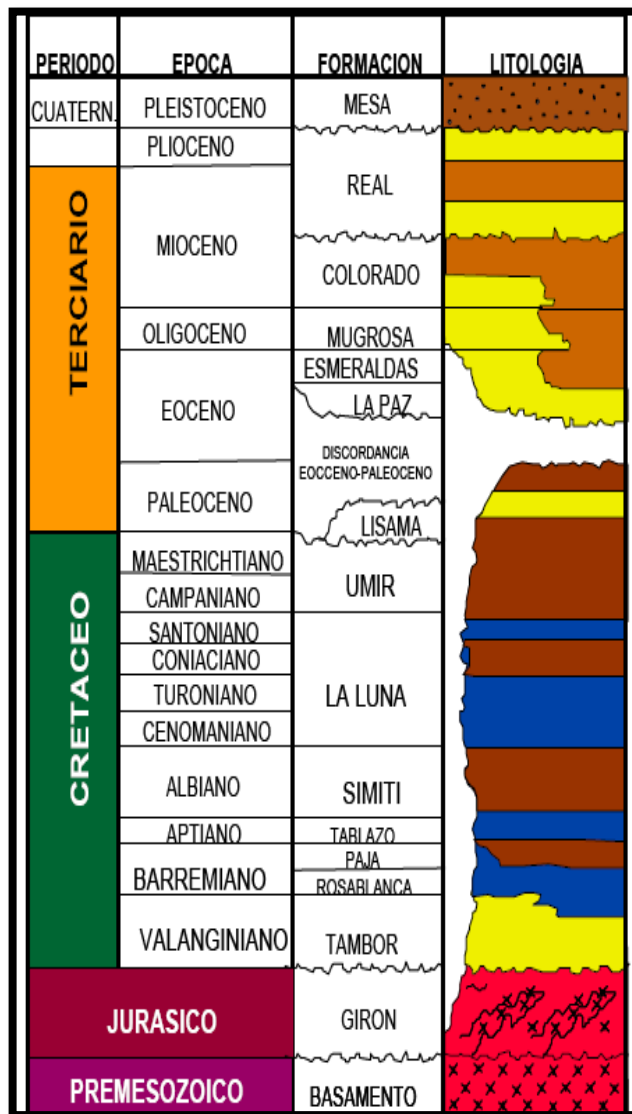 PERIODO EPOCA FORMACION LITOLOGIA
CUATERN. PLEISTOCENO MESA
PLIOCENO
REAL
TERCIARIO
MIOCENO
COLORADO
OLIGOCENO MUGROSA
ESMERALDAS
EOCENO LA PAZ
DISCORDANCIA
EOCCENO-PALEOCENO
PALEOCENO
LISAMA
CRETACEO
MAESTRICHTIANO
UMIR
CAMPANIANO
SANTONIANO
CONIACIANO
TURONIANO LA LUNA
CENOMANIANO
ALBIANO SIMITI
APTIANO TABLAZO
PAJA
BARREMIANO ROSABLANCA
VALANGINIANO TAMBOR
JURASICO GIRON
PREMESOZOICO BASAMENTO